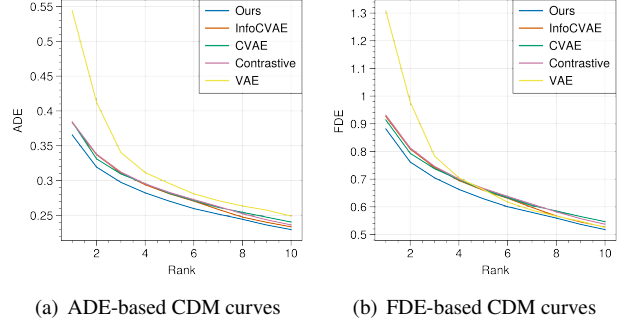 0.55
0.5
0.45
0.4
0.35
0.3
0.25
ADE
2
4
6
8
10
Rank
Ours
InfoCVAE
CVAE
Contrastive
VAE
(a) ADE-based CDM curves
1.3
1.2
1.1
1
0.9
0.8
0.7
0.6
0.5
FDE
2
4
6
8
10
Rank
Ours
InfoCVAE
CVAE
Contrastive
VAE
(b) FDE-based CDM curves